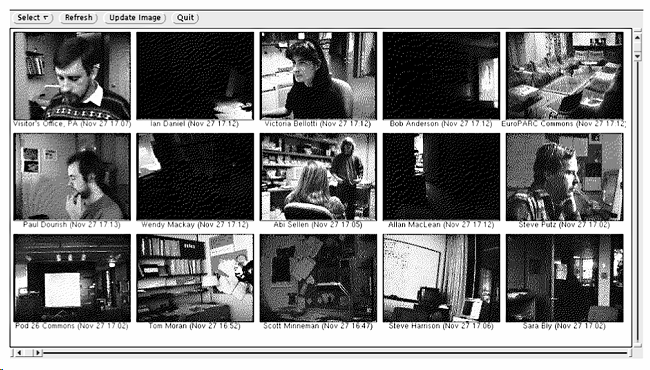 Select Refresh Update Image Quit
Visitor's Office, PA (Nov 27 17 07) Ian Daniel (Nov 27 17 12) Victoria Bellotti (Nov 27 17 12) Bob Anderson (Nov 27 17 12) EuroPARC Commons (Nov 27 17 12)
Paul Dourish (Nov 27 17 13) Wendy Mackay (Nov 27 17 12) Abi Sellen (Nov 27 17 05) Allan MacLean (Nov 27 17 12) Steve Putz (Nov 27 17 02)
Pod 26 Commons (Nov 27 17 02) Tom Moran (Nov 27 16 52) Scott Minneman (Nov 27 16 47) Steve Harrison (Nov 27 17 06) Sara Bly (Nov 27 17 02)